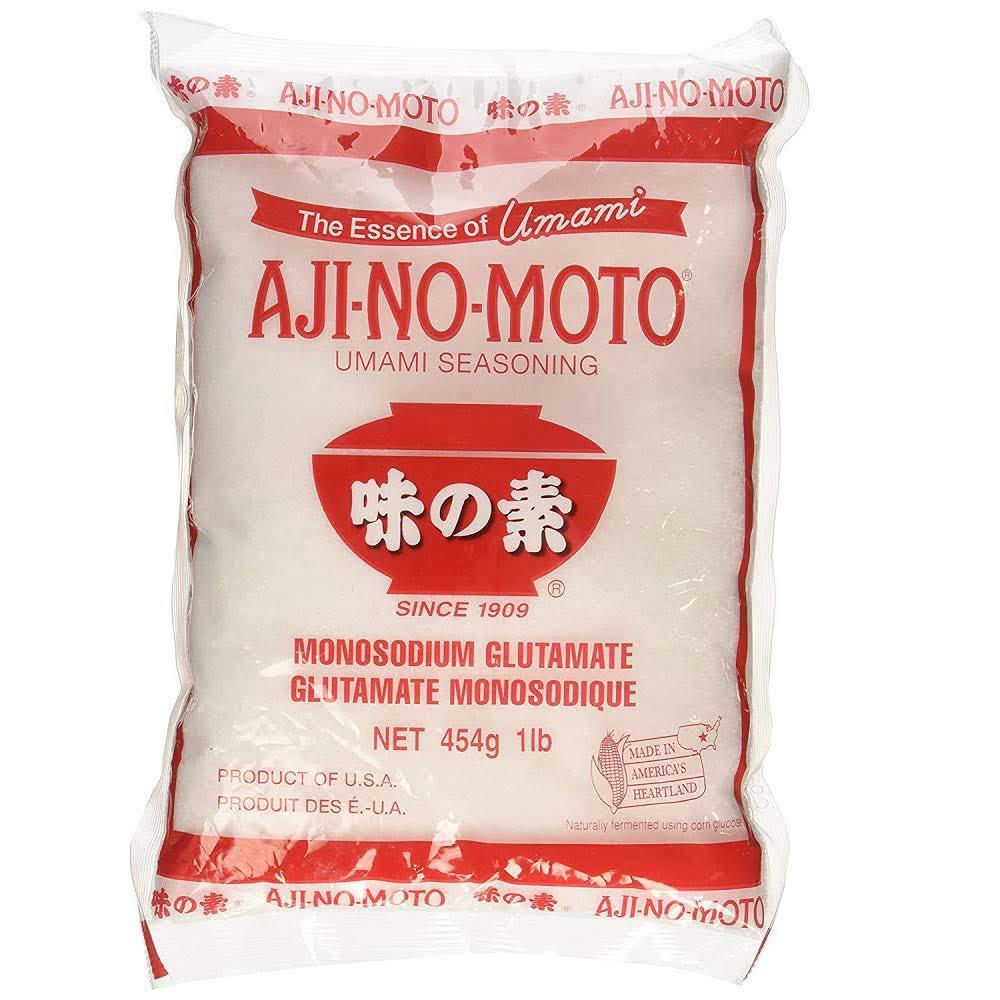 味の素® AJI-NO-MOTO 味の素® AJI-NO-MOTO
The Essence of Umami
AJI-NO-MOTO®
UMAMI SEASONING
味の素
®
SINCE 1909
MONOSODIUM GLUTAMATE
GLUTAMATE MONOSODIQUE
NET 454g 1lb
PRODUCT OF U.S.A.
PRODUIT DES É.-U.A.
MADE IN
AMERICA'S
HEARTLAND
Naturally fermented using corn glucose
味の素® AJI-NO-MOTO 味の素® AJI-NO-MOTO